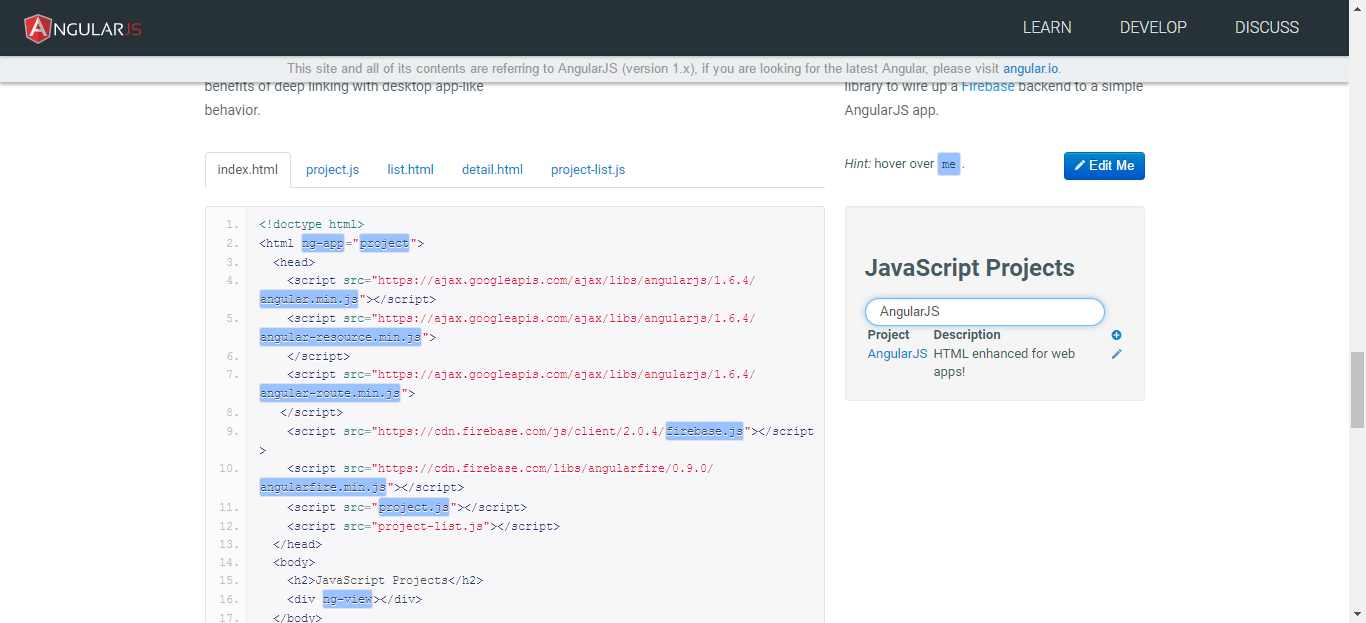 ANGULARJS
LEARN DEVELOP DISCUSS
This site and all of its contents are referring to AngularJS (version 1.x), if you are looking for the latest Angular, please visit angular.io.
benefits of deep linking with desktop app-like
behavior.
library to wire up a Firebase backend to a simple
AngularJS app.
index.html project.js list.html detail.html project-list.js
Hint: hover over me .
Edit Me
1. <!doctype html>
2. <html ng-app="project">
3. <head>
4. <script src="https://ajax.googleapis.com/ajax/libs/angularjs/1.6.4/
angular.min.js"></script>
5. <script src="https://ajax.googleapis.com/ajax/libs/angularjs/1.6.4/
angular-resource.min.js">
6. </script>
7. <script src="https://ajax.googleapis.com/ajax/libs/angularjs/1.6.4/
angular-route.min.js">
8. </script>
9. <script src="https://cdn.firebase.com/js/client/2.0.4/firebase.js"></script
>
10. <script src="https://cdn.firebase.com/libs/angularfire/0.9.0/
angularfire.min.js"></script>
11. <script src="project.js"></script>
12. <script src="project-list.js"></script>
13. </head>
14. <body>
15. <h2>JavaScript Projects</h2>
16. <div ng-view></div>
17. </body>
JavaScript Projects
AngularJS
Project Description
AngularJS HTML enhanced for web
apps!